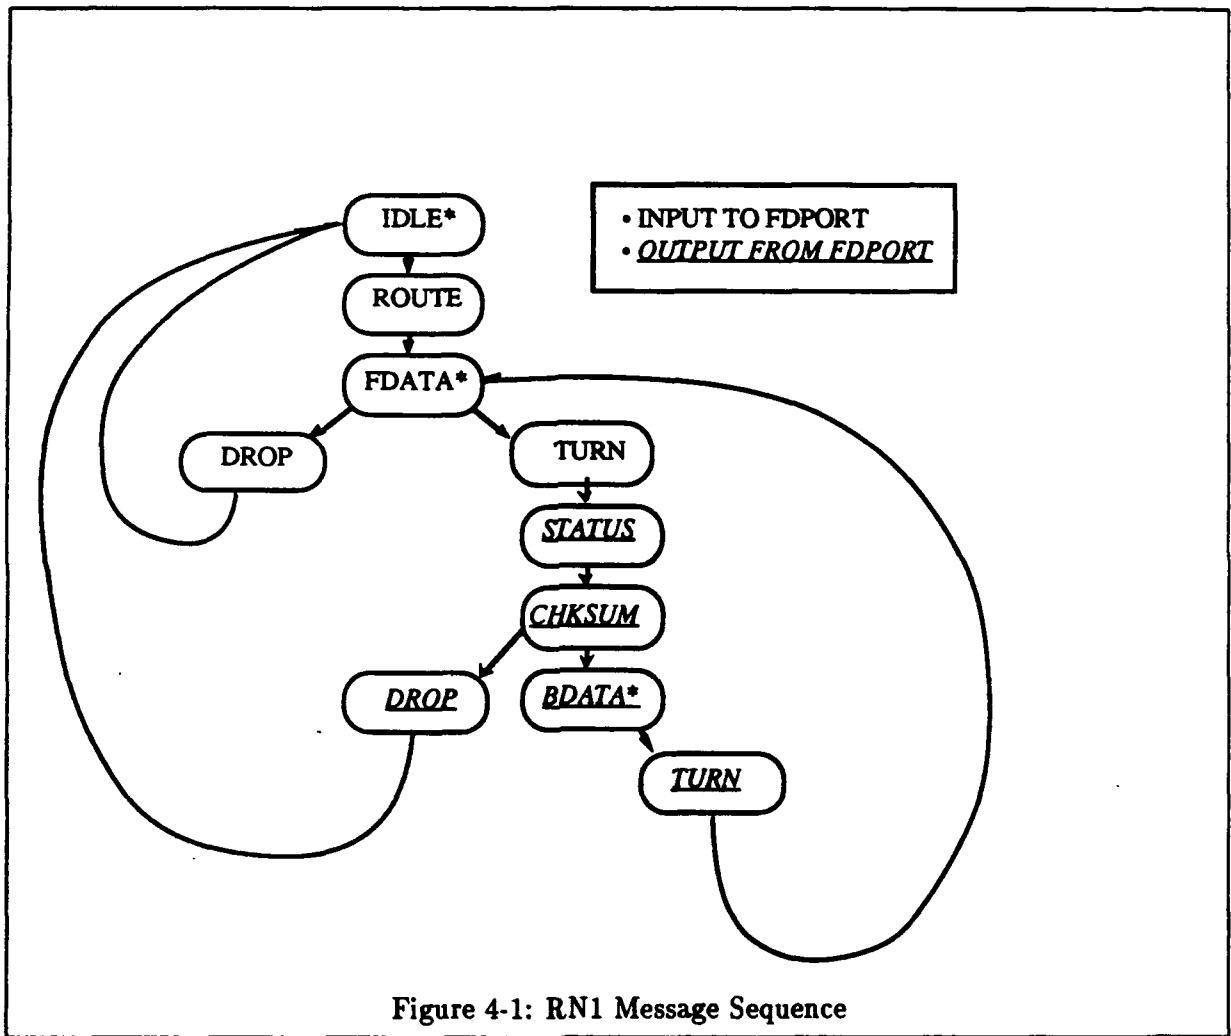 IDLE*
• INPUT TO FDPORT
• OUTPUT FROM FDPORT
ROUTE
FDATA*
DROP
TURN
STATUS
CHKSUM
DROP
BDATA*
TURN
Figure 4-1: RN1 Message Sequence